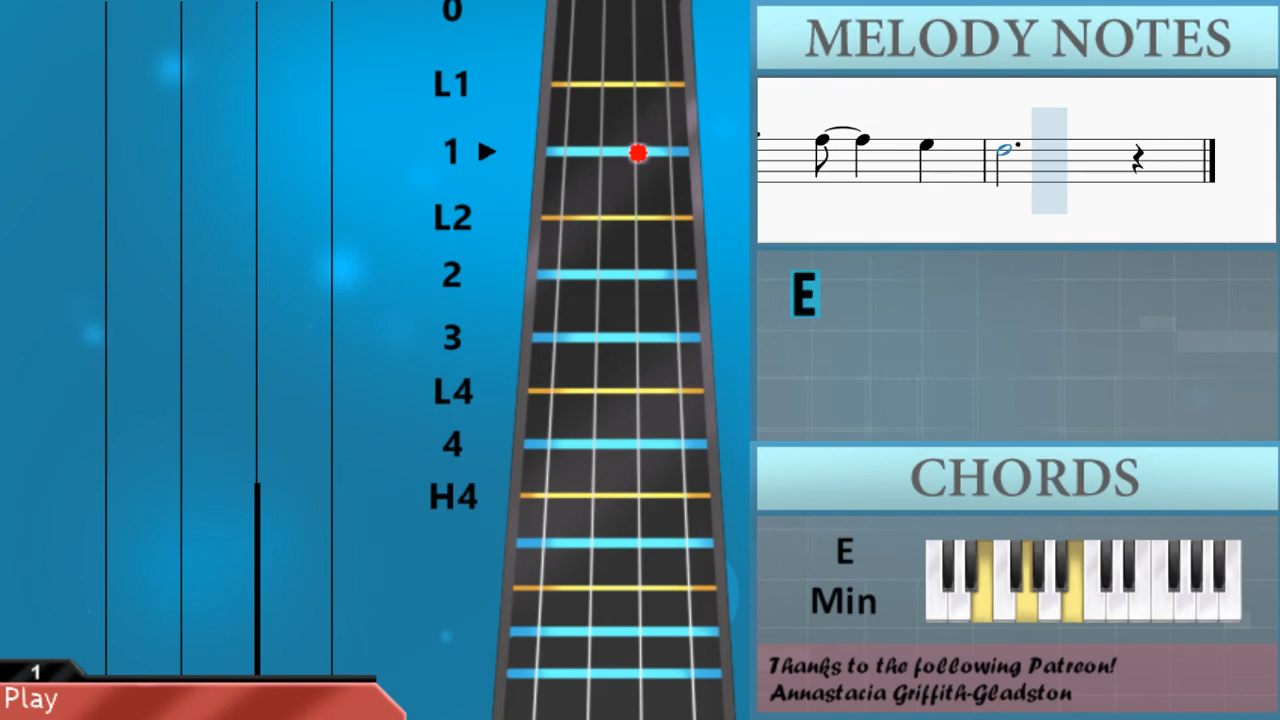 0
L1
1
L2
2
3
L4
4
H4
1
Play
MELODY NOTES
E
CHORDS
E
Min
Thanks to the following Patreon!
Annastacia Griffith-Gladston